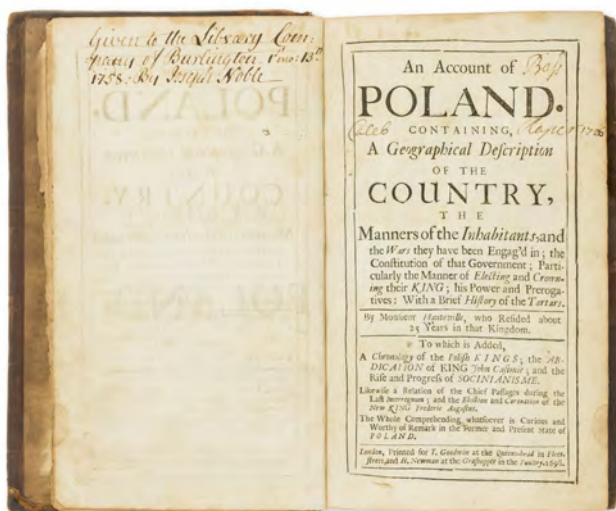 Given to the Library Com:
:pany of Burlington 1mo: 13th
1758: By Joseph Noble
An Account of
POLAND.
Caleb 1706
CONTAINING,
A Geographical Deſcription
OF THE
COUNTRY,
THE
Manners of the Inhabitants, and
the Wars they have been Engag'd in; the
Conſtitution of that Government; Parti-
cularly the Manner of Electing and Crown-
ing their KING; his Power and Preroga-
tives: With a Brief Hiſtory of the Tartars.
By Monſieur Hauteville, who Reſided about
25 Years in that Kingdom.
To which is Added,
A Chronology of the Poliſh KINGS; the AB-
DICATION of KING John Caſimir; and the
Riſe and Progreſs of SOCINIANISME.
Likewiſe a Relation of the Chief Paſſages during the
Laſt Interregnum; and the Election and Coronation of the
New KING Frederic Auguſtus.
The Whole Comprehending whatſoever is Curious and
Worthy of Remark in the Former and Preſent State of
POLAND.
London, Printed for T. Goodwin at the Queens-head in Fleet-
ſtreet, and H. Newman at the Graſhopper in the Poultry. 1698.